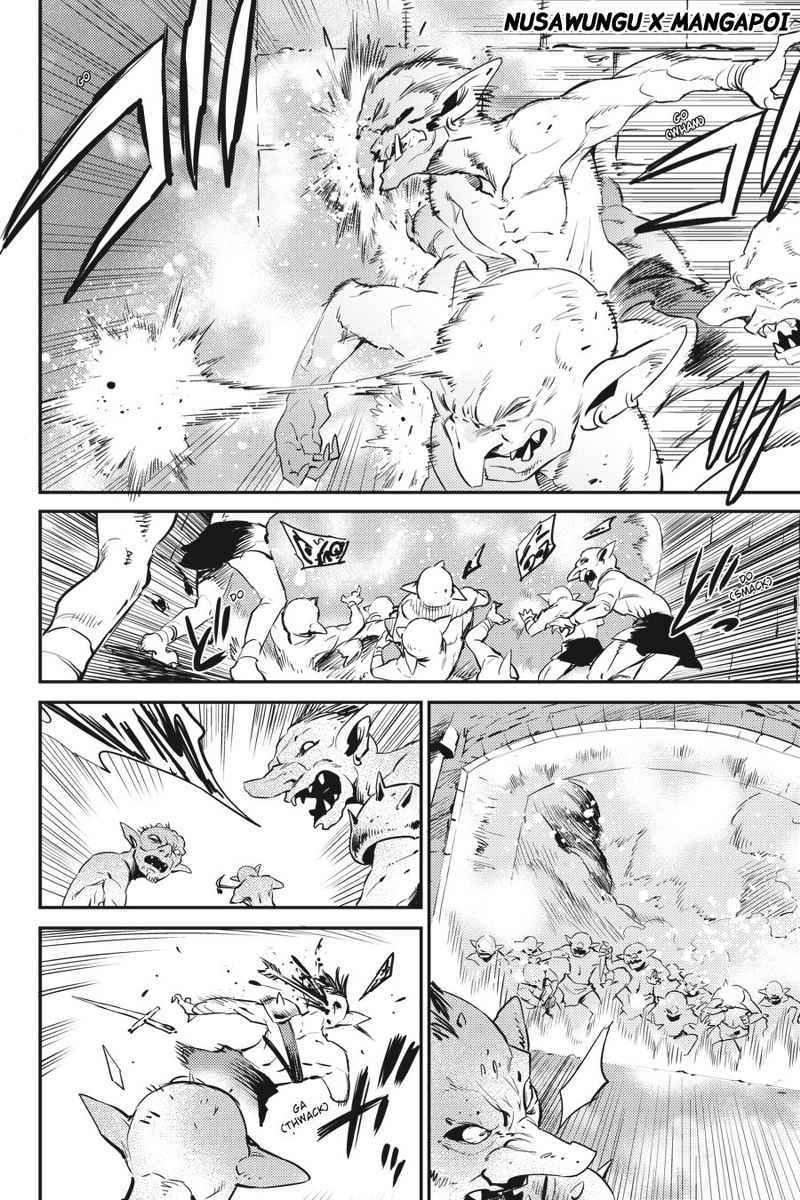 NUSAWUNGU X MANGAPOI
GO
(WHAM)
GO
DO
(SMACK)
DO
GA
(THWACK)